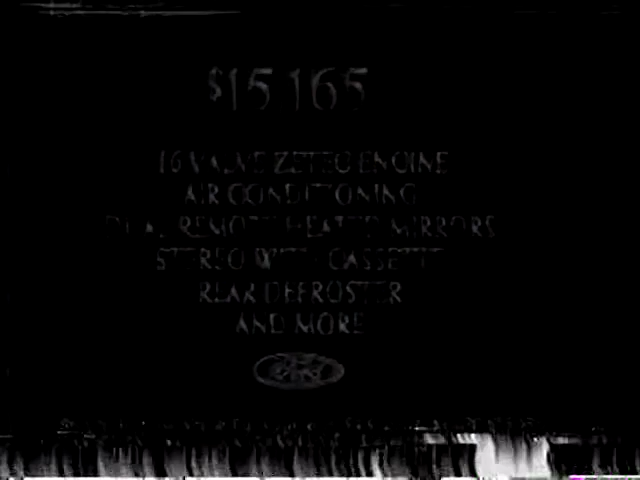 $15,165
16 VALVE ZETEC ENGINE
AIR CONDITIONING
DUAL REMOTE HEATED MIRRORS
STEREO WITH CASSETTE
REAR DEFROSTER
AND MORE
Ford